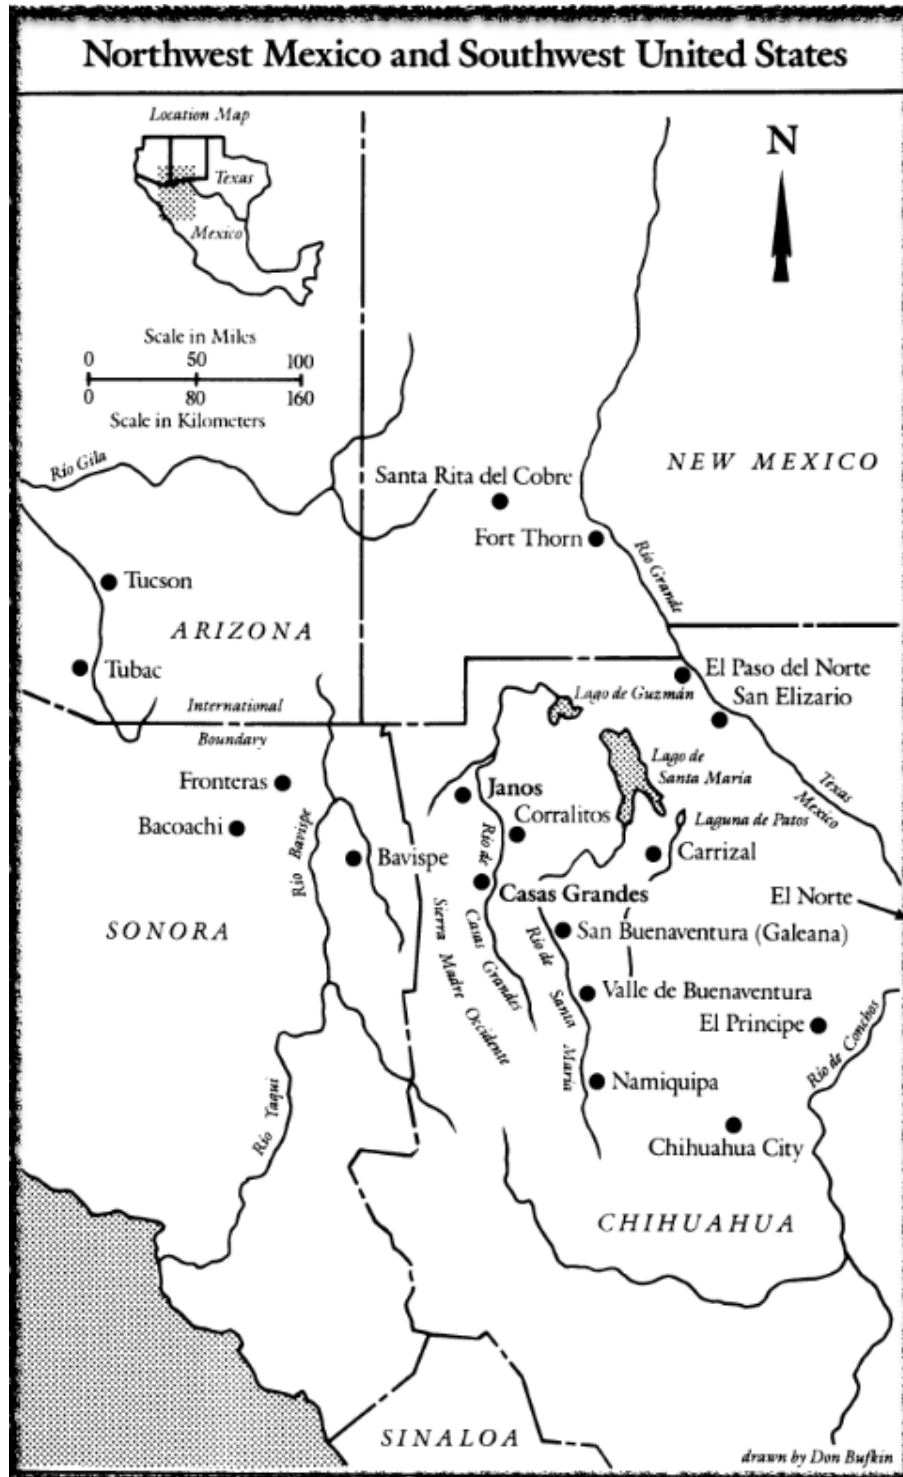 Northwest Mexico and Southwest United States
Location Map
Texas
Mexico
N
Scale in Miles
0 50 100
0 80 160
Scale in Kilometers
Río Gila
Santa Rita del Cobre
NEW MEXICO
Fort Thorn
Río Grande
Tucson
ARIZONA
Tubac
El Paso del Norte
San Elizario
International
Boundary
Lago de Guzmán
Lago de
Santa María
Fronteras
Janos
Texas
Mexico
Bacoachi
Río Bavispe
Corralitos
Laguna de Patos
Bavispe
Carrizal
Río de Casas Grandes
Casas Grandes
El Norte
SONORA
Sierra Madre Occidente
Río de Santa María
San Buenaventura (Galeana)
Valle de Buenaventura
El Principe
Río de Conchos
Namiquipa
Río Yaqui
Chihuahua City
CHIHUAHUA
SINALOA
drawn by Don Bufkin